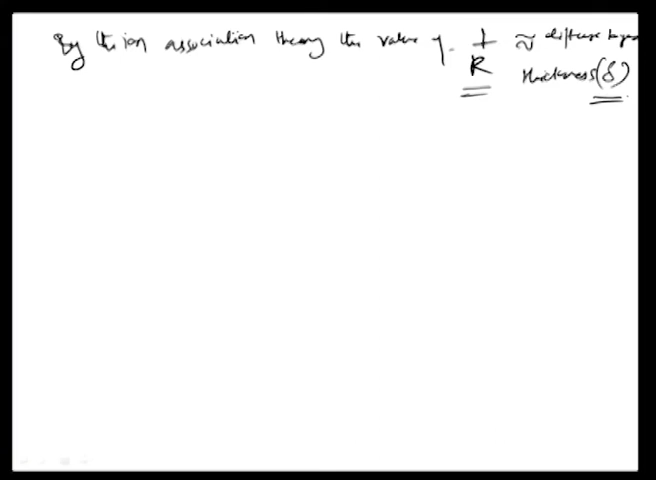 By the ion association theory the value of 1/K ≈ diffuse layer
thickness (δ)